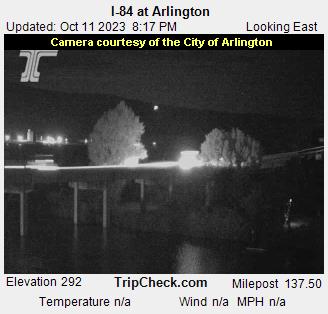 I-84 at Arlington
Updated: Oct 11 2023 8:17 PM Looking East
Camera courtesy of the City of Arlington
Elevation 292 TripCheck.com Milepost 137.50
Temperature n/a Wind n/a MPH n/a